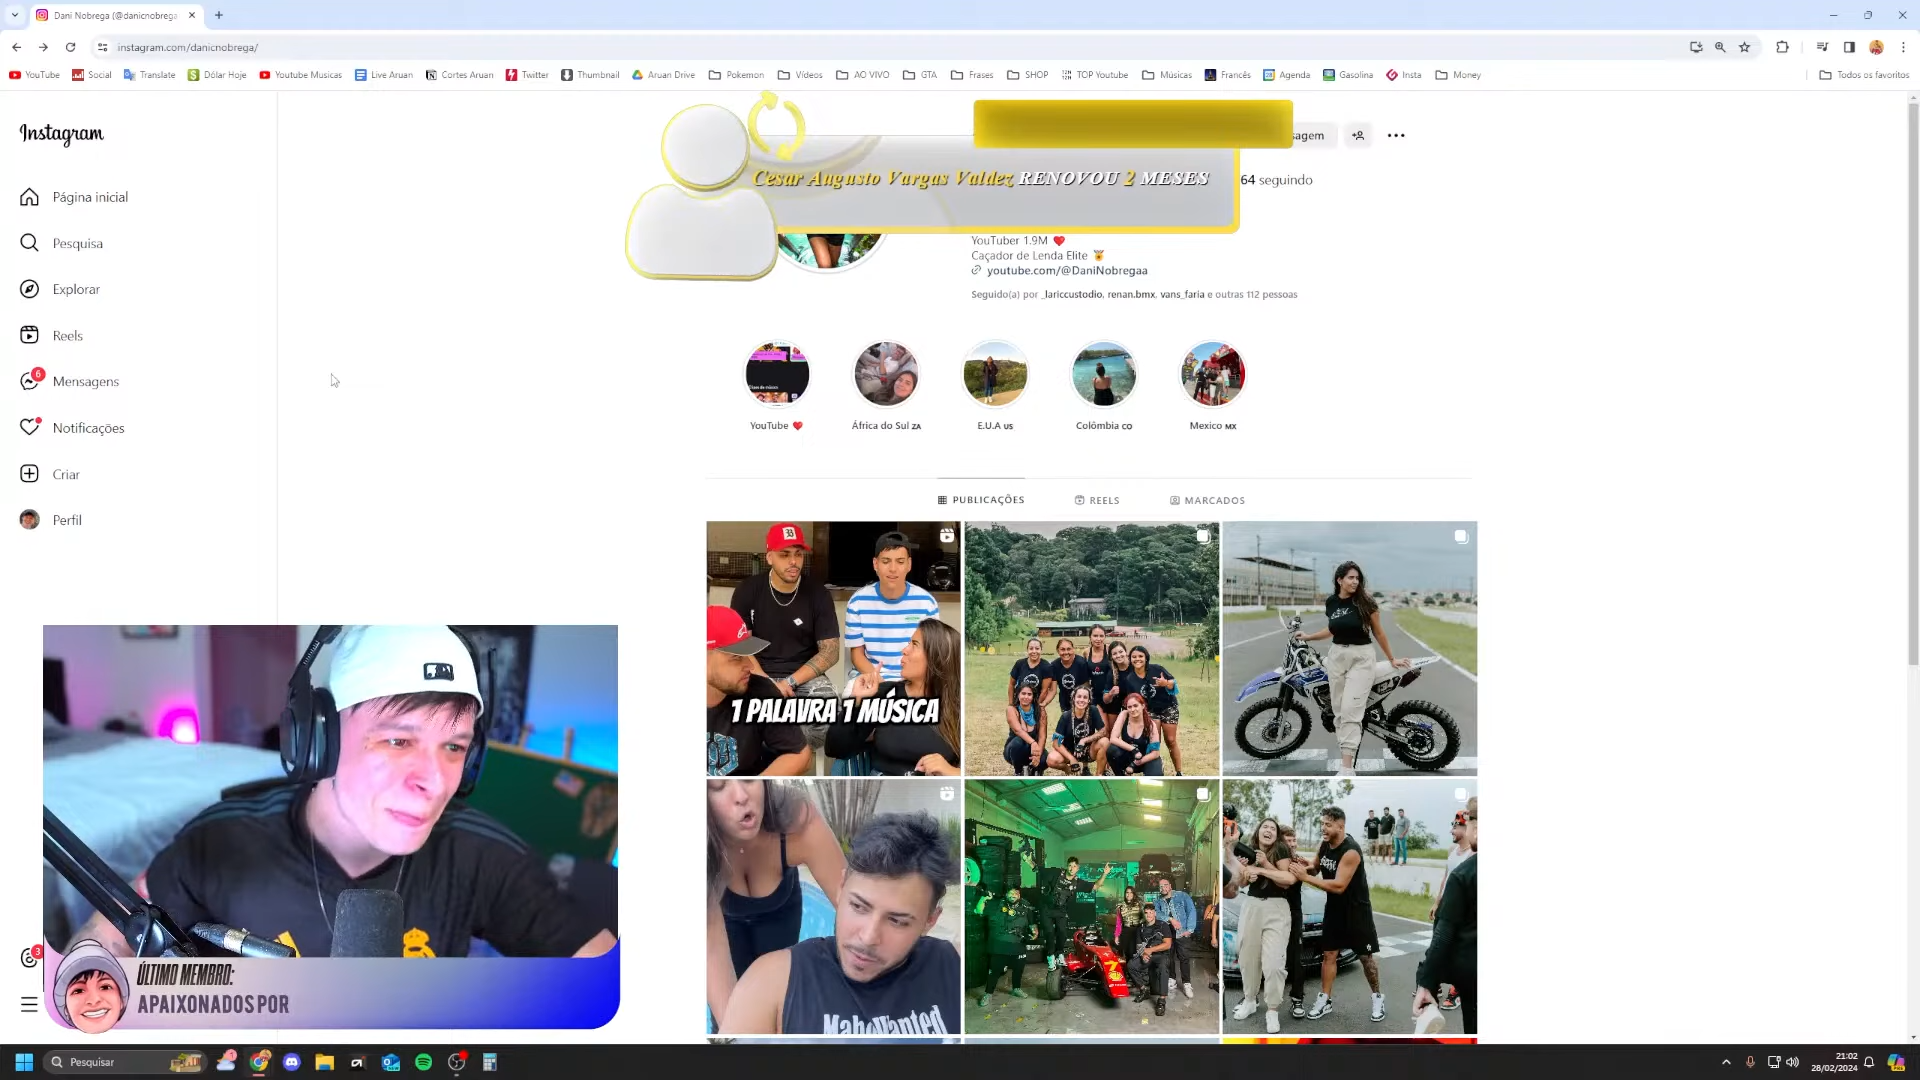 Dani Nobrega (@danicnobrega
instagram.com/danicnobrega/
YouTube
Social
Translate
Dólar Hoje
Youtube Musicas
Live Aruan
Cortes Aruan
Twitter
Thumbnail
Aruan Drive
Pokemon
Vídeos
AO VIVO
GTA
Frases
SHOP
TOP Youtube
Músicas
Francês
Agenda
Gasolina
Insta
Money
Todos os favoritos
Instagram
Página inicial
Pesquisa
Explorar
Reels
6
Mensagens
Notificações
Criar
Perfil
3
sagem
Cesar Augusto Vargas Valdez RENOVOU 2 MESES
64 seguindo
YouTuber 1.9M ❤️
Caçador de Lenda Elite 🏅
youtube.com/@DaniNobregaa
Seguido(a) por _lariccustodio, renan.bmx, vans_faria e outras 112 pessoas
YouTube ❤️
África do Sul ZA
E.U.A US
Colômbia CO
Mexico MX
PUBLICAÇÕES
REELS
MARCADOS
1 PALAVRA 1 MÚSICA
MahoWanted
ÚLTIMO MEMBRO:
APAIXONADOS POR
Pesquisar
21:02
28/02/2024